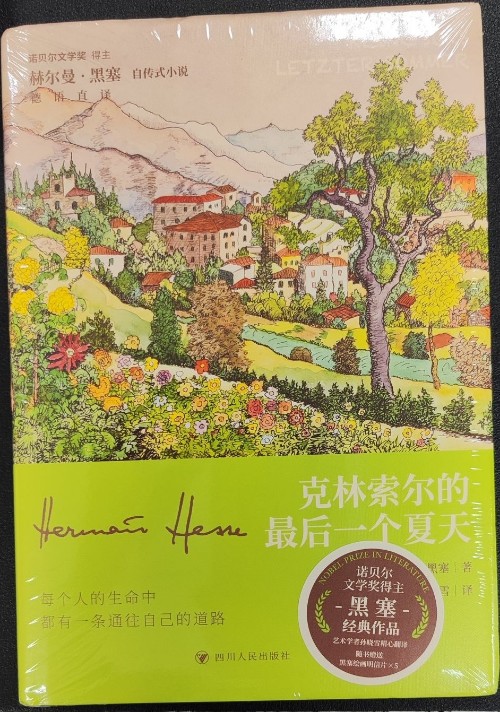 诺贝尔文学奖 得主
赫尔曼·黑塞 自传式小说
德语直译
LETZTER
Hermann Hesse
克林索尔的
最后一个夏天
黑塞 | 著
雪 | 译
NOBEL PRIZE IN LITERATURE
诺贝尔
文学奖得主
-黑塞-
经典作品
艺术学者孙晓雪精心翻译
随书赠送
黑塞绘画明信片×5
每个人的生命中
都有一条通往自己的道路
四川人民出版社